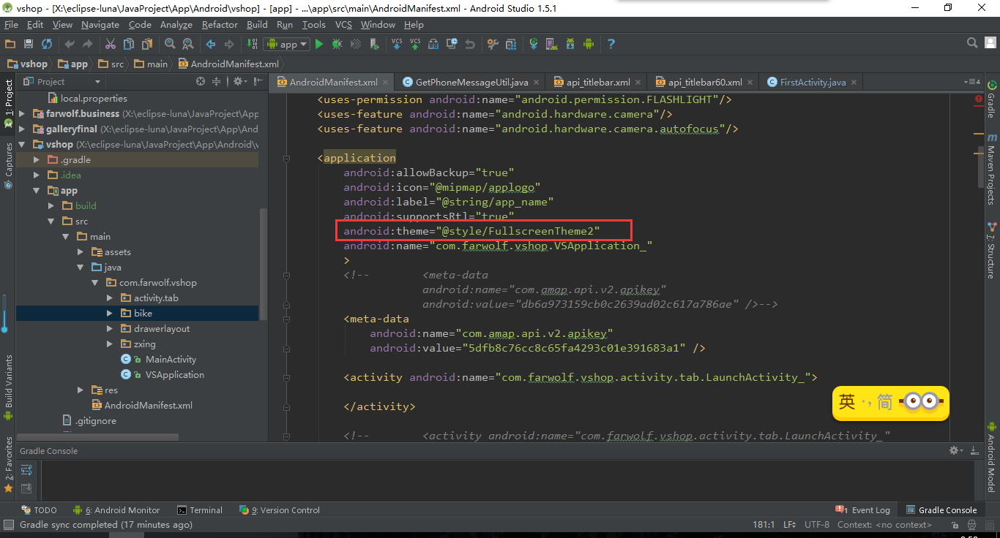 vshop - [X:\eclipse-luna\JavaProject\App\Android\vshop] - [app] - ...\app\src\main\AndroidManifest.xml - Android Studio 1.5.1
File Edit View Navigate Code Analyze Refactor Build Run Tools VCS Window Help
app
VCS VCS
vshop app src main AndroidManifest.xml
Project
AndroidManifest.xml GetPhoneMessageUtil.java api_titlebar.xml api_titlebar60.xml FirstActivity.java
4
1: Project
Captures
Build Variants
2: Favorites
local.properties
farwolf.business (X:\eclipse-luna\JavaProject\App
galleryfinal (X:\eclipse-luna\JavaProject\App\And
vshop (X:\eclipse-luna\JavaProject\App\Android\v
.gradle
.idea
app
build
src
main
assets
java
com.farwolf.vshop
activity.tab
bike
drawerlayout
zxing
MainActivity
VSApplication
res
AndroidManifest.xml
.gitignore
<uses-permission android:name="android.permission.FLASHLIGHT"/>
<uses-feature android:name="android.hardware.camera"/>
<uses-feature android:name="android.hardware.camera.autofocus"/>
<application
android:allowBackup="true"
android:icon="@mipmap/applogo"
android:label="@string/app_name"
android:supportsRtl="true"
android:theme="@style/FullscreenTheme2"
android:name="com.farwolf.vshop.VSApplication_"
>
<!-- <meta-data
android:name="com.amap.api.v2.apikey"
android:value="db6a973159cb0c2639ad02c617a786ae" />-->
<meta-data
android:name="com.amap.api.v2.apikey"
android:value="5dfb8c76cc8c65fa4293c01e391683a1" />
<activity android:name="com.farwolf.vshop.activity.tab.LaunchActivity_">
</activity>
<!-- <activity android:name="com.farwolf.vshop.activity.tab.LaunchActivity_"
英 简
Gradle
Maven Projects
7: Structure
Android Model
Gradle Console
TODO 6: Android Monitor Terminal 9: Version Control 1 Event Log Gradle Console
Gradle sync completed (17 minutes ago) 181:1 LF UTF-8 Context: <no context>